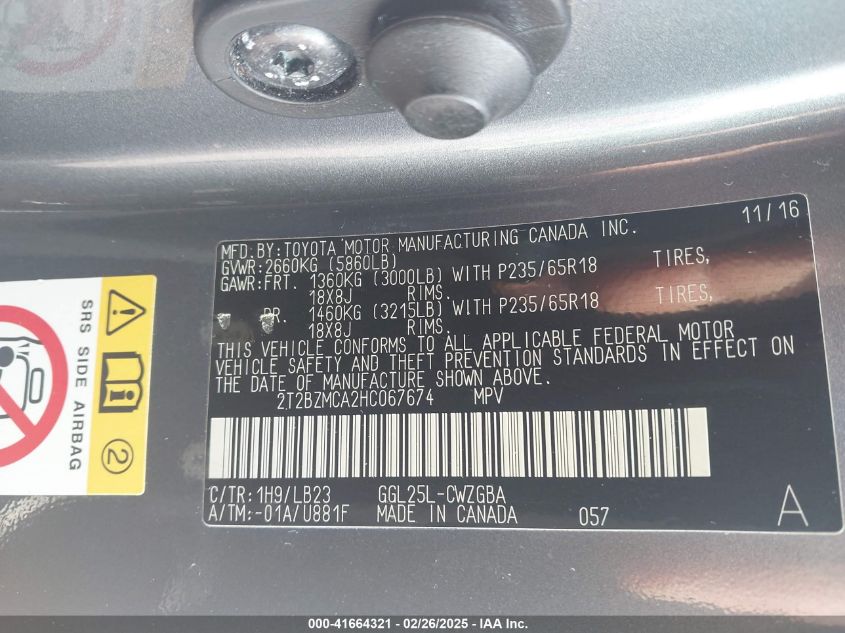 11/16
MFD.BY:TOYOTA MOTOR MANUFACTURING CANADA INC.
GVWR:2660KG (5860LB)
GAWR:FRT. 1360KG (3000LB) WITH P235/65R18 TIRES,
18X8J RIMS.
RR. 1460KG (3215LB) WITH P235/65R18 TIRES,
18X8J RIMS.
THIS VEHICLE CONFORMS TO ALL APPLICABLE FEDERAL MOTOR
VEHICLE SAFETY AND THEFT PREVENTION STANDARDS IN EFFECT ON
THE DATE OF MANUFACTURE SHOWN ABOVE.
2T2BZMCA2HC067674 MPV
C/TR:1H9/LB23 GGL25L-CWZGBA
A/TM:-01A/U881F MADE IN CANADA 057 A
SRS SIDE AIRBAG
2
000-41664321 / 02/26/2025 - IAA Inc.